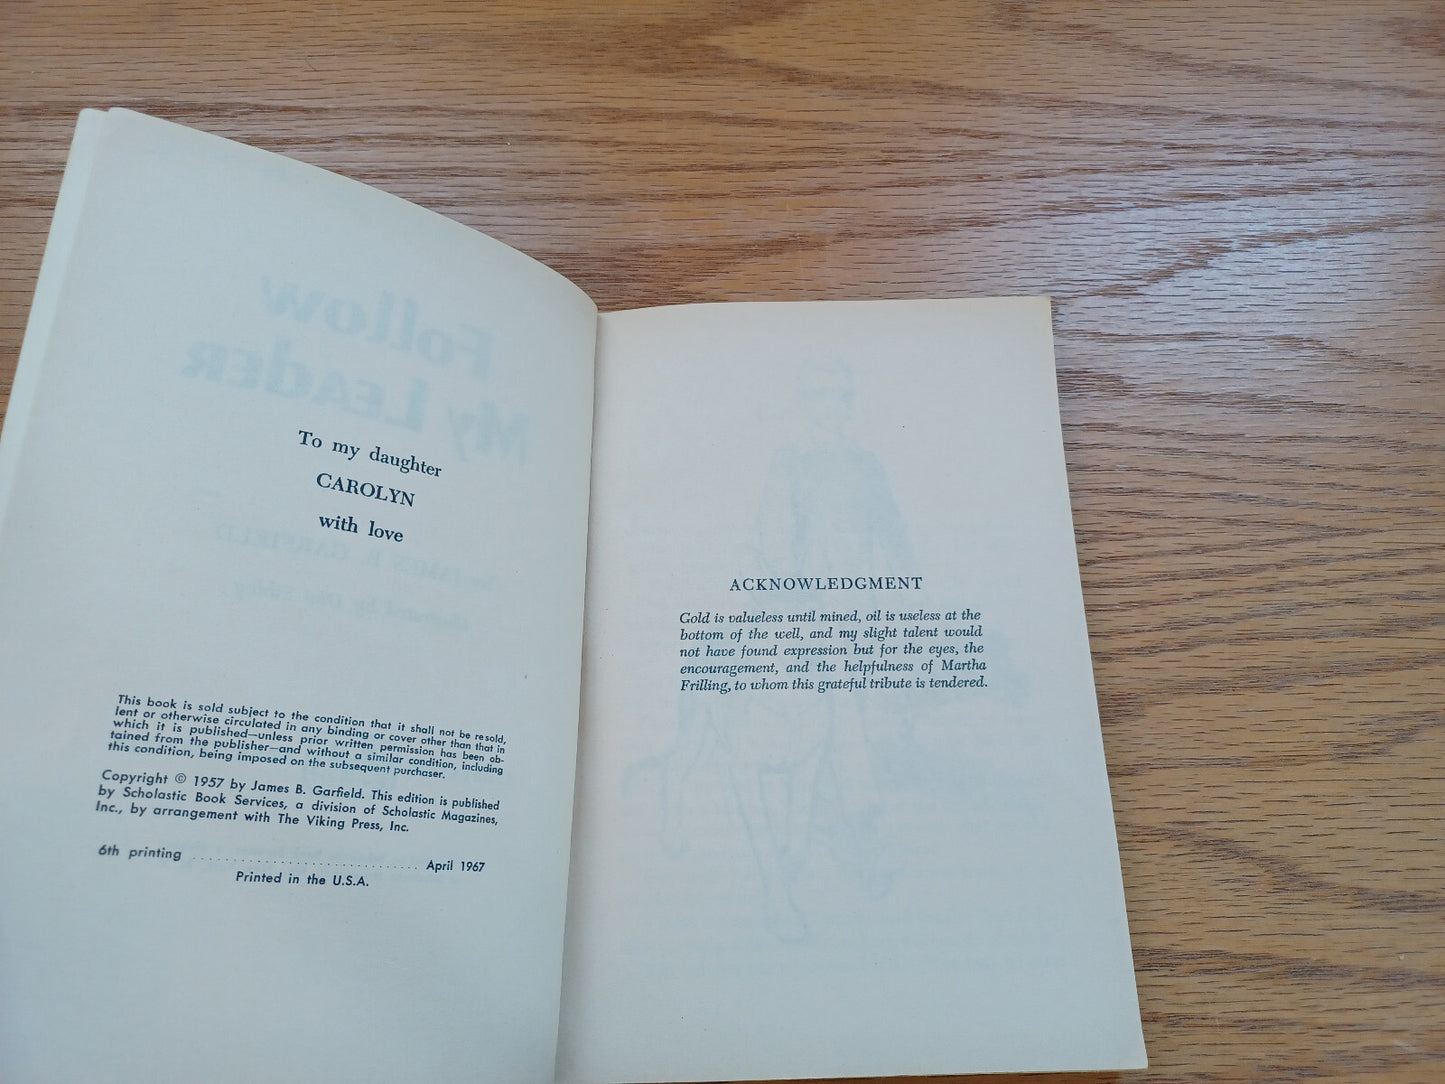 To my daughter
CAROLYN
with love
This book is sold subject to the condition that it shall not be resold,
lent or otherwise circulated in any binding or cover other than that in
which it is published—unless prior written permission has been ob-
tained from the publisher—and without a similar condition, including
this condition, being imposed on the subsequent purchaser.
Copyright © 1957 by James B. Garfield. This edition is published
by Scholastic Book Services, a division of Scholastic Magazines,
Inc., by arrangement with The Viking Press, Inc.
6th printing ............................ April 1967
Printed in the U.S.A.
Follow
My Leader
by JAMES B. GARFIELD
ACKNOWLEDGMENT
Gold is valueless until mined, oil is useless at the
bottom of the well, and my slight talent would
not have found expression but for the eyes, the
encouragement, and the helpfulness of Martha
Frilling, to whom this grateful tribute is tendered.